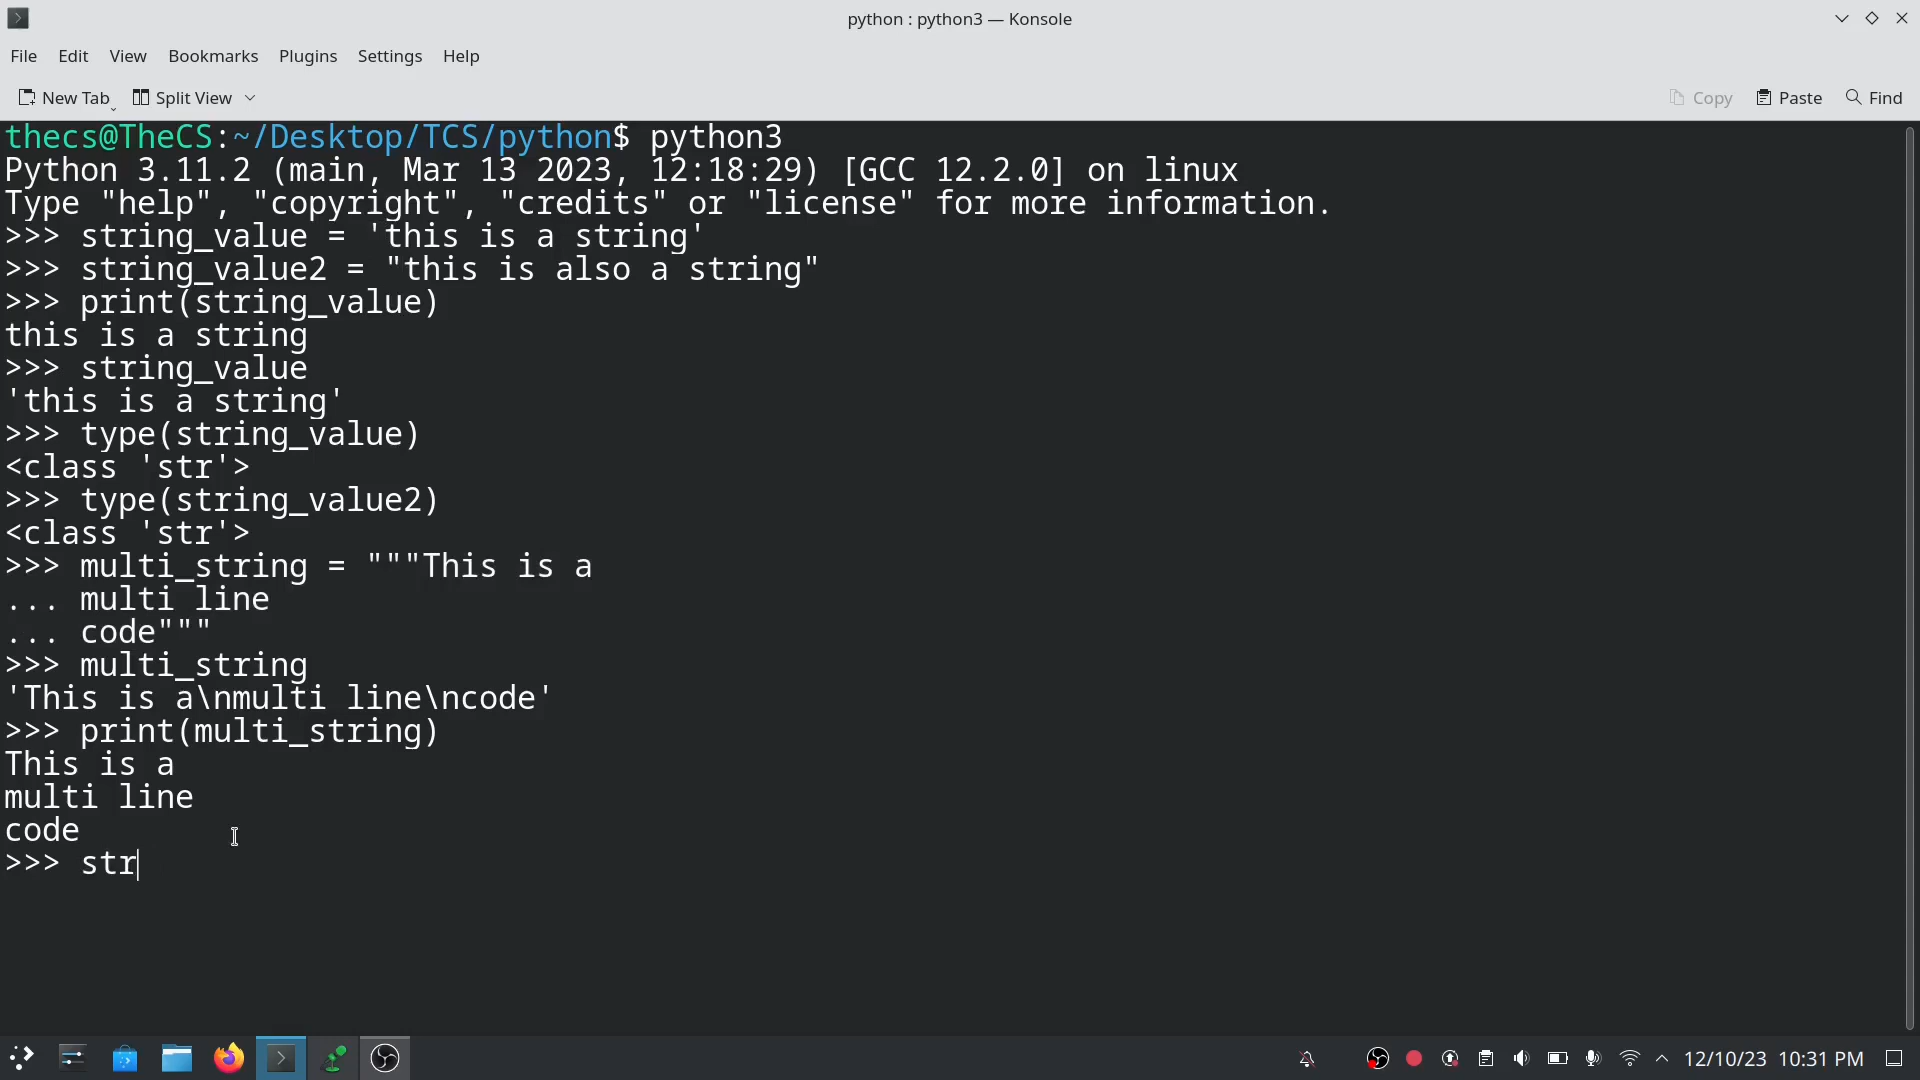 python : python3 — Konsole
File Edit View Bookmarks Plugins Settings Help
New Tab Split View Copy Paste Find
thecs@TheCS:~/Desktop/TCS/python$ python3
Python 3.11.2 (main, Mar 13 2023, 12:18:29) [GCC 12.2.0] on linux
Type "help", "copyright", "credits" or "license" for more information.
>>> string_value = 'this is a string'
>>> string_value2 = "this is also a string"
>>> print(string_value)
this is a string
>>> string_value
'this is a string'
>>> type(string_value)
<class 'str'>
>>> type(string_value2)
<class 'str'>
>>> multi_string = """This is a
... multi line
... code"""
>>> multi_string
'This is a\nmulti line\ncode'
>>> print(multi_string)
This is a
multi line
code
>>> str
12/10/23 10:31 PM